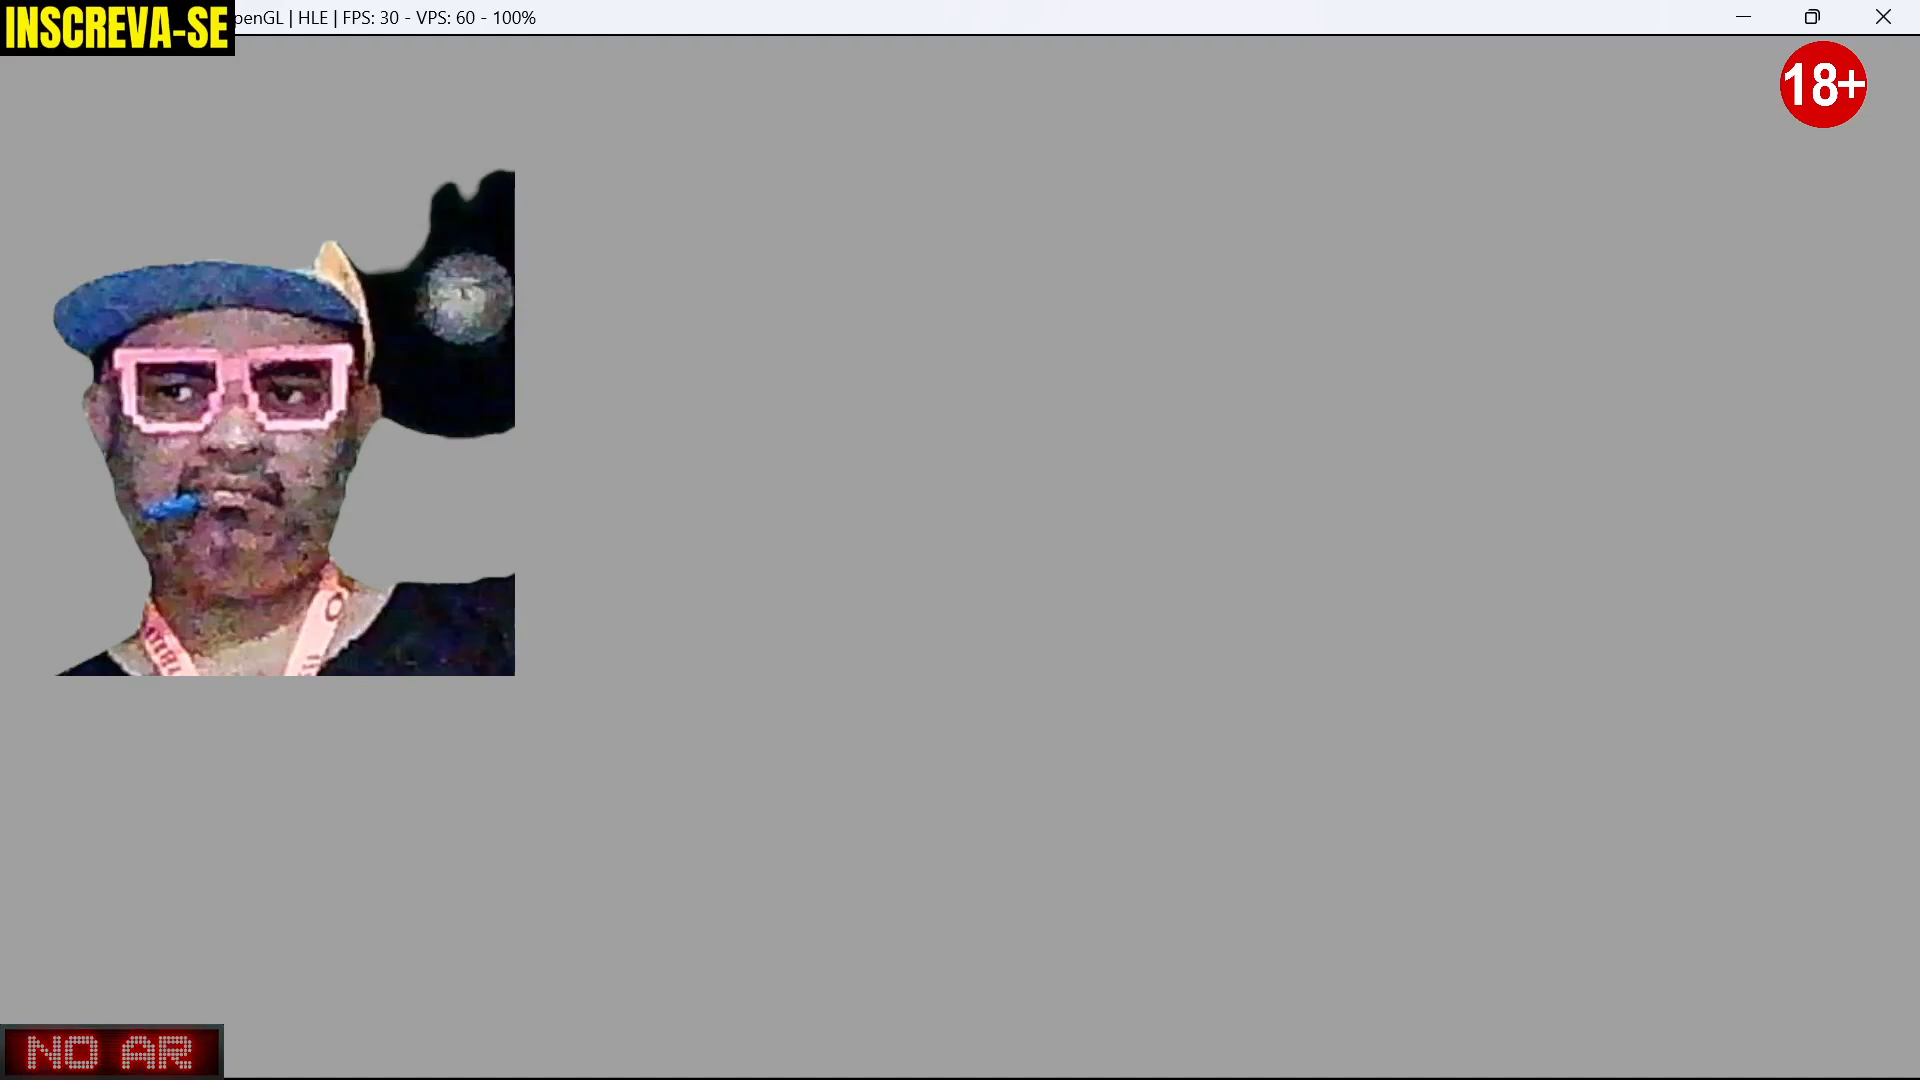 INSCREVA-SE
penGL | HLE | FPS: 30 - VPS: 60 - 100%
18+
NO AR